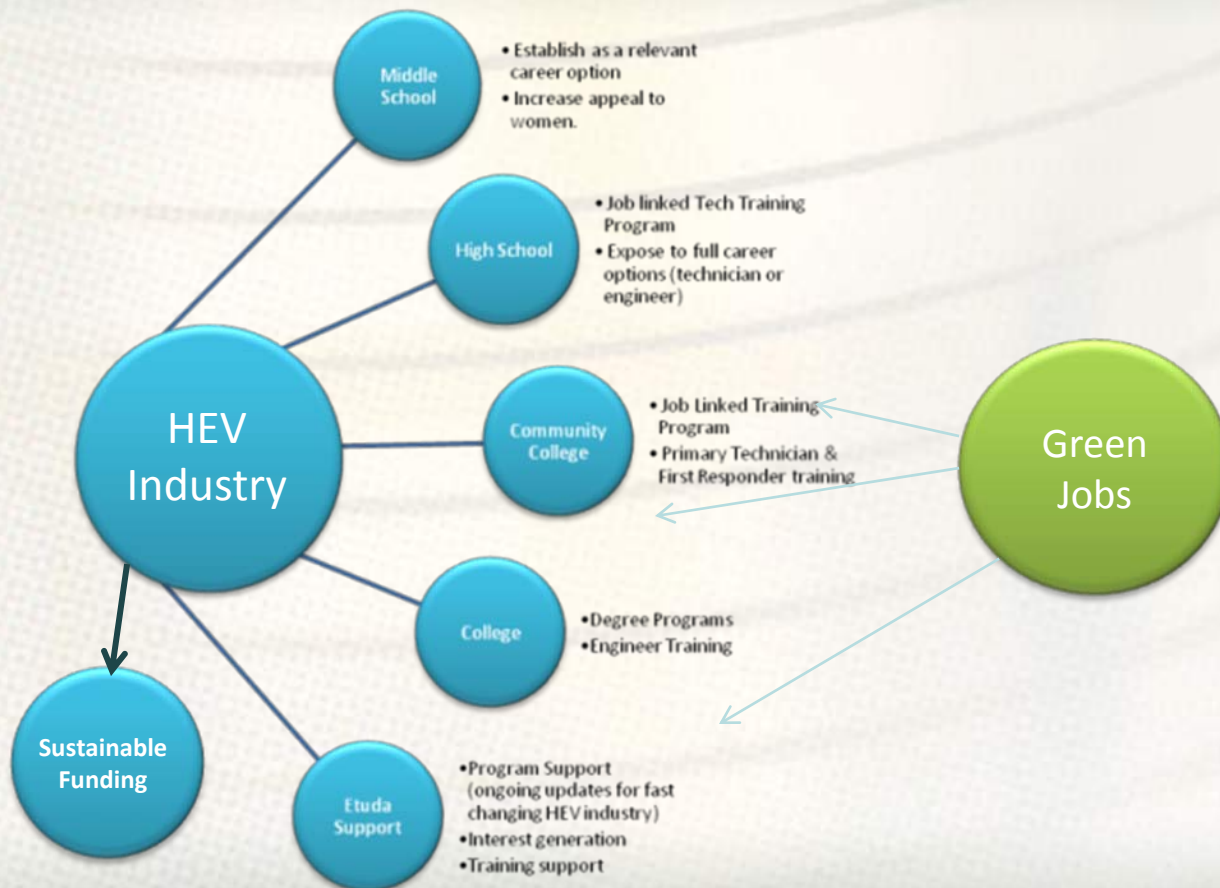 Middle
School
• Establish as a relevant
career option
• Increase appeal to
women.
High School
• Job linked Tech Training
Program
• Expose to full career
options (technician or
engineer)
HEV
Industry
Community
College
• Job Linked Training
Program
• Primary Technician &
First Responder training
Green
Jobs
College
•Degree Programs
•Engineer Training
Sustainable
Funding
Etuda
Support
•Program Support
(ongoing updates for fast
changing HEV industry)
•Interest generation
•Training support